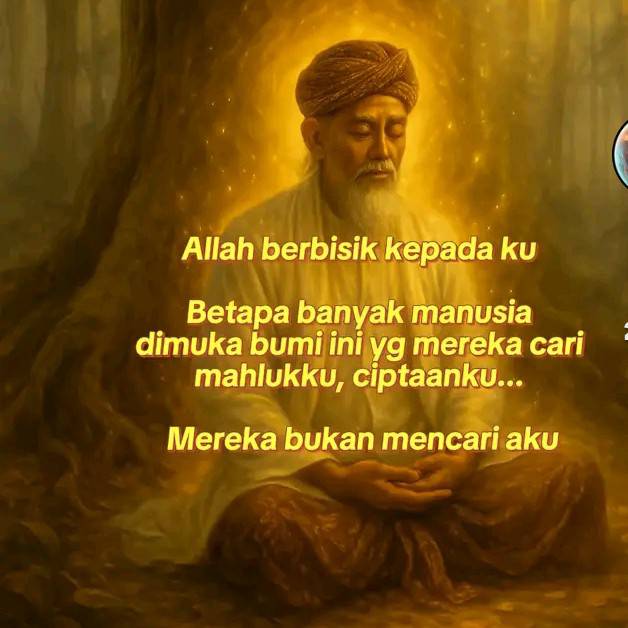 Allah berbisik kepada ku
Betapa banyak manusia
dimuka bumi ini yg mereka cari
mahlukku, ciptaanku...
Mereka bukan mencari aku